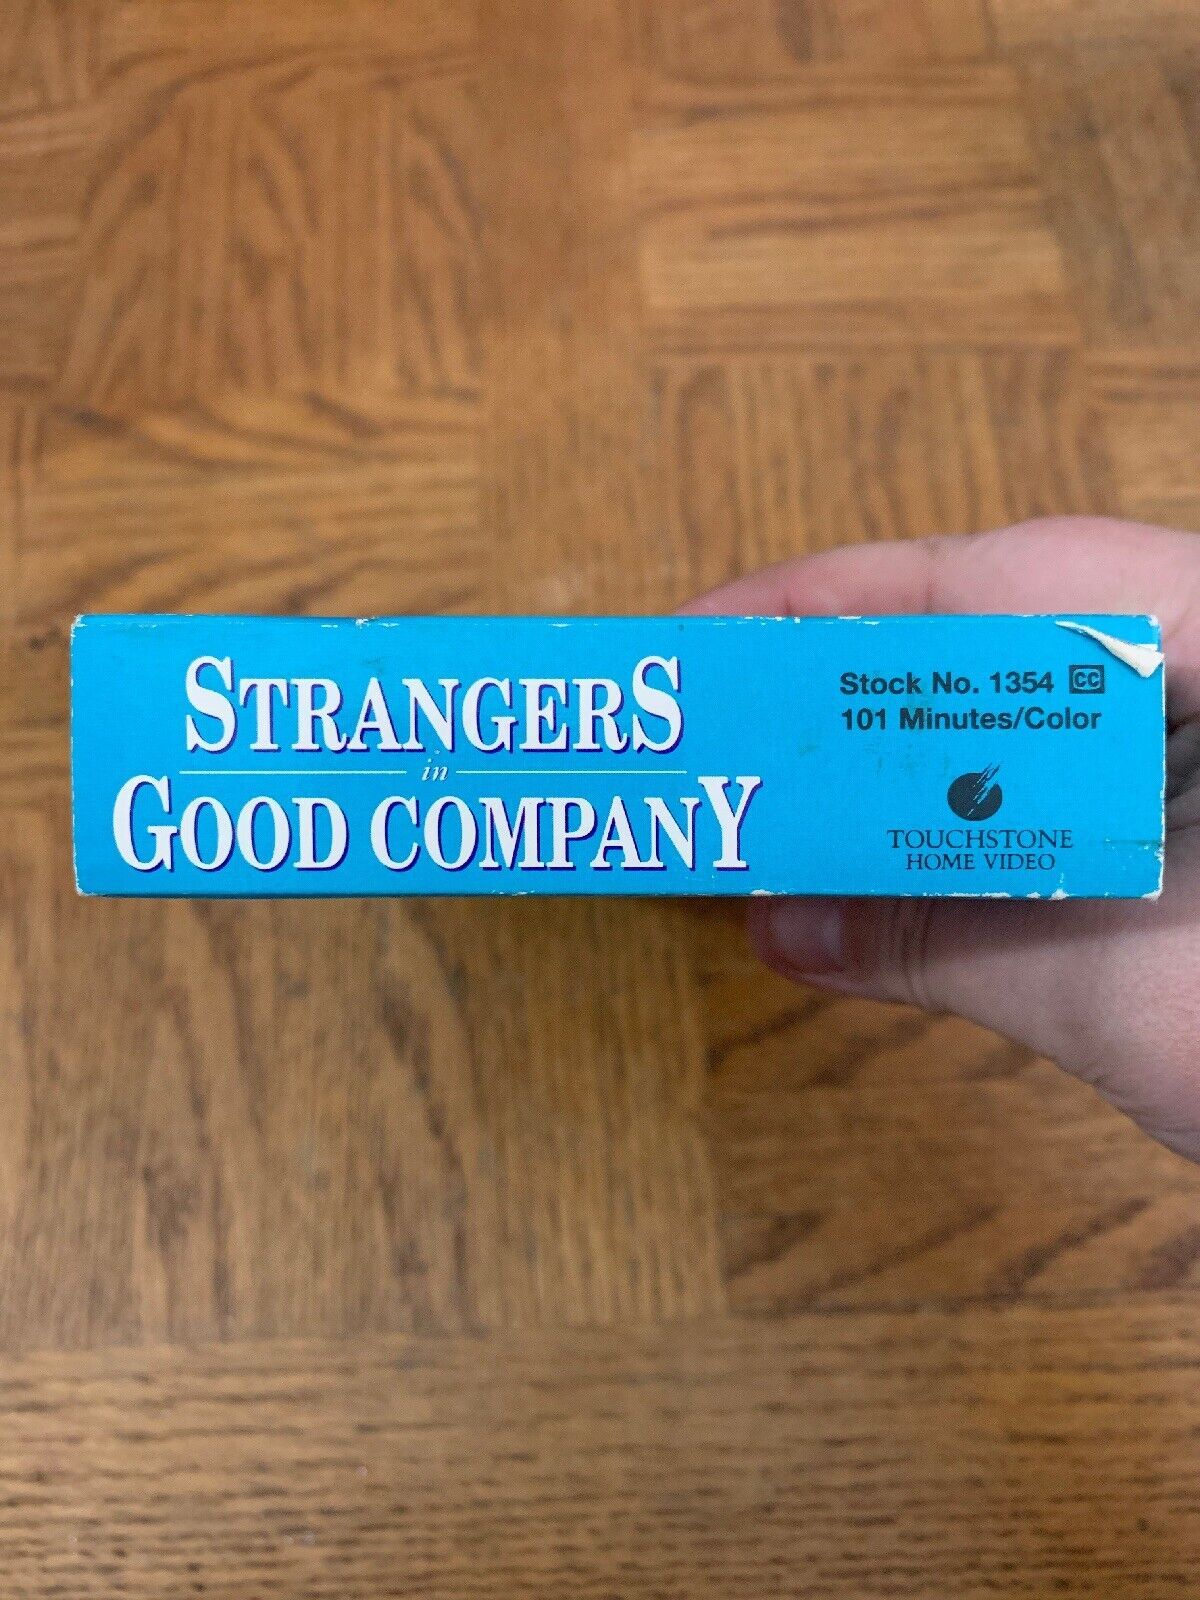 STRANGERS
in
GOOD COMPANY
Stock No. 1354 CC
101 Minutes/Color
TOUCHSTONE
HOME VIDEO